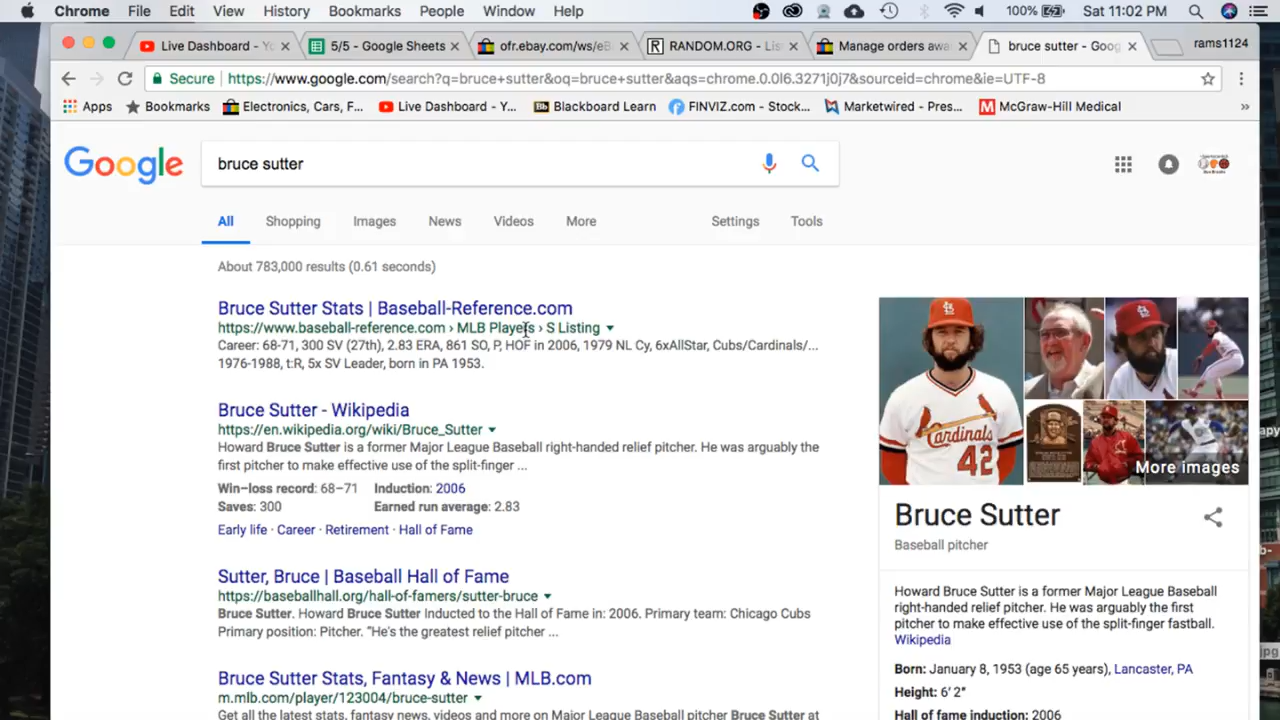 Chrome File Edit View History Bookmarks People Window Help 100% Sat 11:02 PM
Live Dashboard - Yo 5/5 - Google Sheets ofr.ebay.com/ws/eB RANDOM.ORG - Lis Manage orders awa bruce sutter - Goog rams1124
Secure https://www.google.com/search?q=bruce+sutter&oq=bruce+sutter&aqs=chrome.0.0l6.3271j0j7&sourceid=chrome&ie=UTF-8
Apps Bookmarks Electronics, Cars, F... Live Dashboard - Y... Bb Blackboard Learn FINVIZ.com - Stock... Marketwired - Pres... M McGraw-Hill Medical »
Google bruce sutter
All Shopping Images News Videos More Settings Tools
About 783,000 results (0.61 seconds)
Bruce Sutter Stats | Baseball-Reference.com
https://www.baseball-reference.com › MLB Players › S Listing
Career: 68-71, 300 SV (27th), 2.83 ERA, 861 SO, P, HOF in 2006, 1979 NL Cy, 6xAllStar, Cubs/Cardinals/...
1976-1988, t:R, 5x SV Leader, born in PA 1953.
Bruce Sutter - Wikipedia
https://en.wikipedia.org/wiki/Bruce_Sutter
Howard Bruce Sutter is a former Major League Baseball right-handed relief pitcher. He was arguably the
first pitcher to make effective use of the split-finger ...
Win–loss record: 68–71 Induction: 2006
Saves: 300 Earned run average: 2.83
Early life · Career · Retirement · Hall of Fame
Sutter, Bruce | Baseball Hall of Fame
https://baseballhall.org/hall-of-famers/sutter-bruce
Bruce Sutter. Howard Bruce Sutter Inducted to the Hall of Fame in: 2006. Primary team: Chicago Cubs
Primary position: Pitcher. "He's the greatest relief pitcher ...
Bruce Sutter Stats, Fantasy & News | MLB.com
m.mlb.com/player/123004/bruce-sutter
Get all the latest stats, fantasy news, videos and more on Major League Baseball pitcher Bruce Sutter at
Cardinals
42
More images
Bruce Sutter
Baseball pitcher
Howard Bruce Sutter is a former Major League Baseball
right-handed relief pitcher. He was arguably the first
pitcher to make effective use of the split-finger fastball.
Wikipedia
Born: January 8, 1953 (age 65 years), Lancaster, PA
Height: 6′ 2″
Hall of fame induction: 2006
apy
b-
jpg